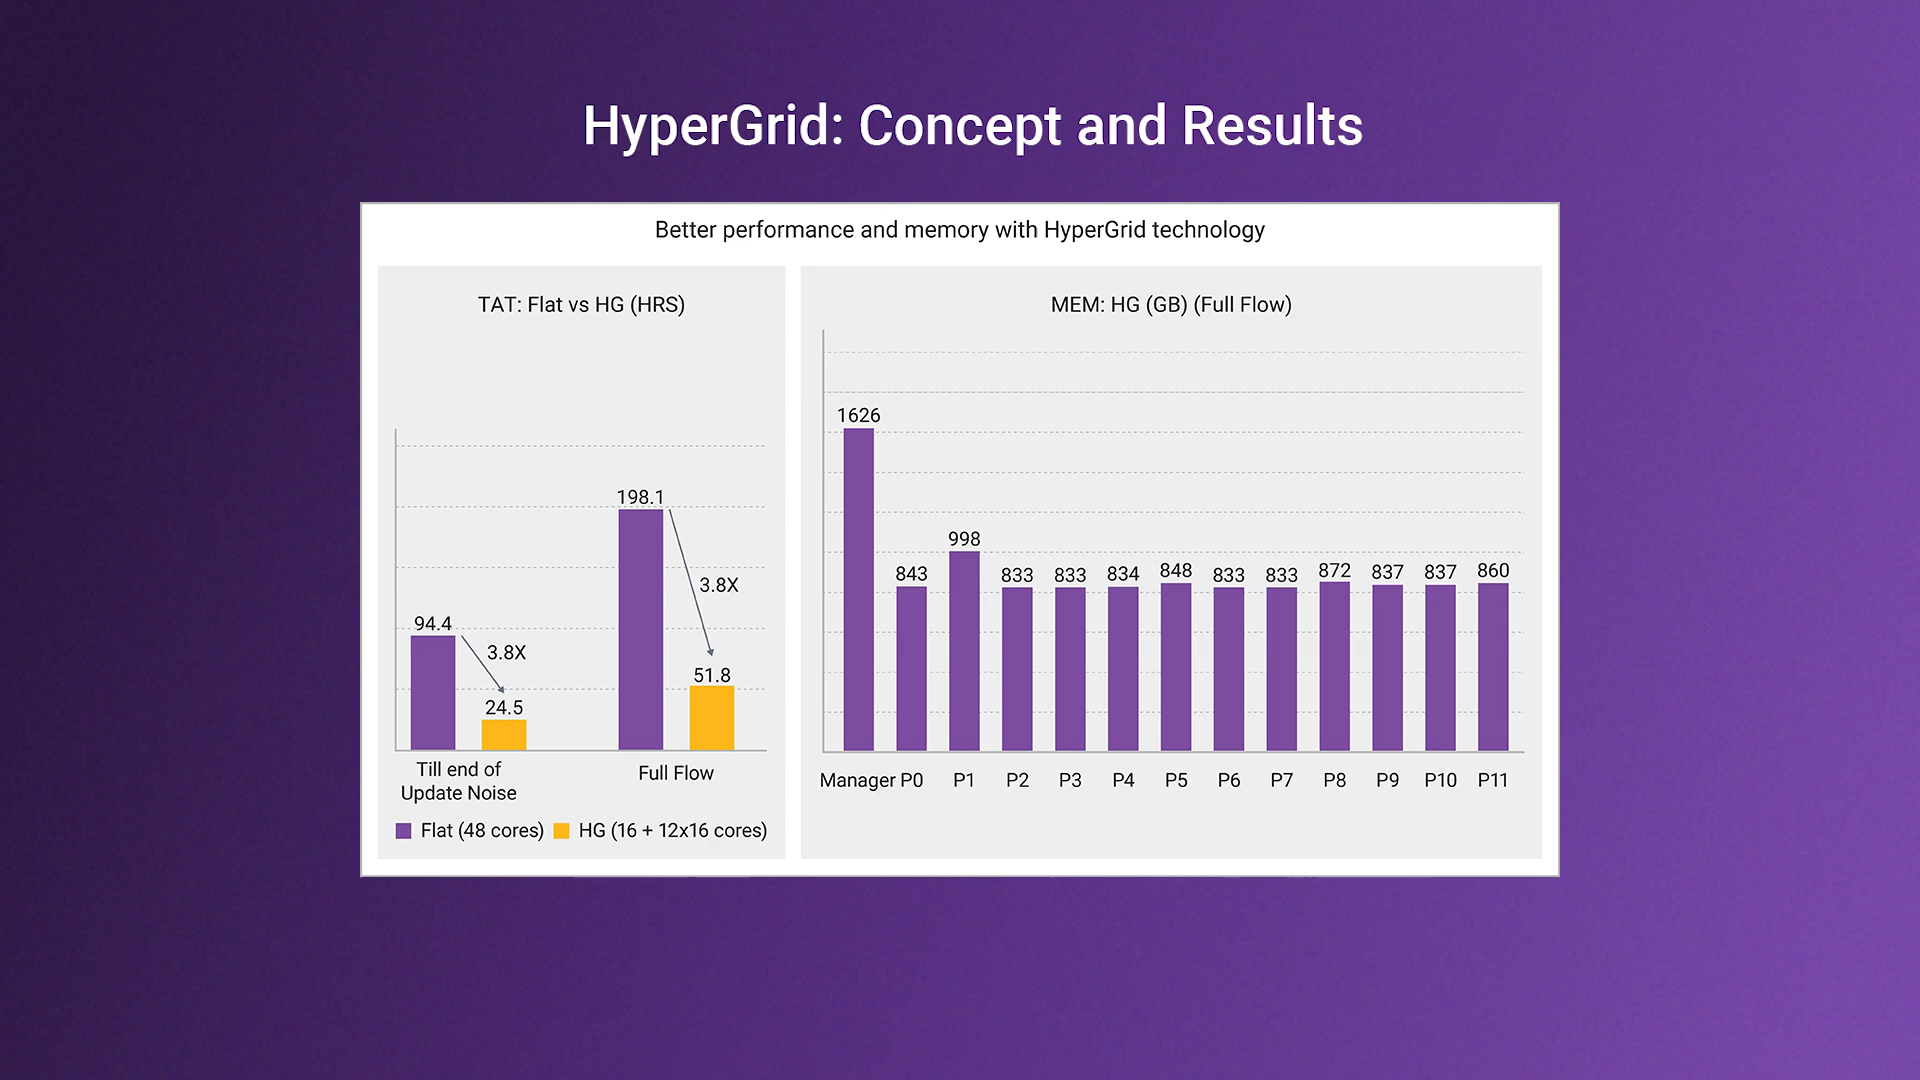 HyperGrid: Concept and Results
Better performance and memory with HyperGrid technology
TAT: Flat vs HG (HRS)
94.4
3.8X
24.5
198.1
3.8X
51.8
Till end of
Update Noise
Full Flow
Flat (48 cores)
HG (16 + 12x16 cores)
MEM: HG (GB) (Full Flow)
1626
843
998
833
833
834
848
833
833
872
837
837
860
Manager P0 P1 P2 P3 P4 P5 P6 P7 P8 P9 P10 P11